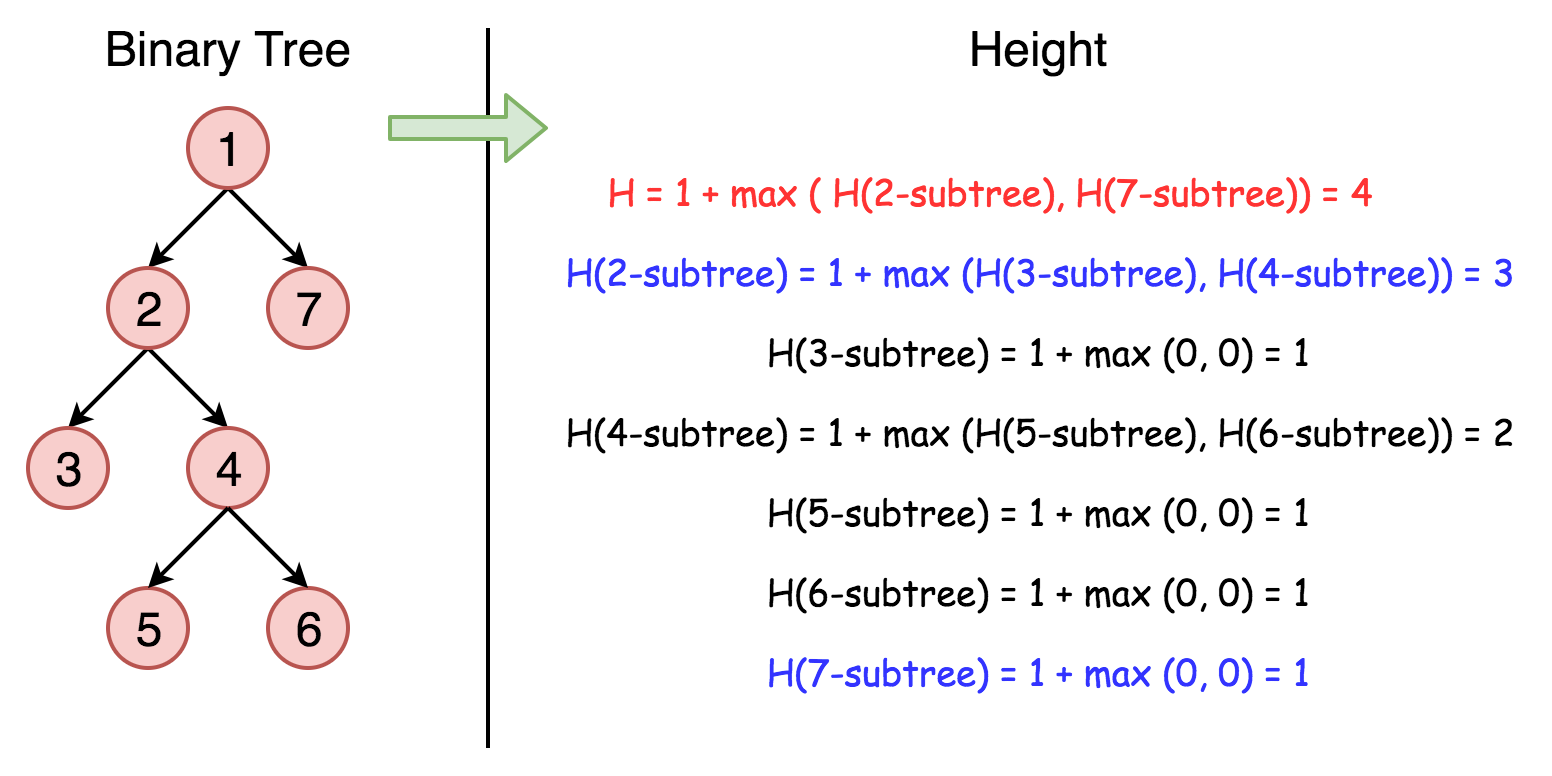 Binary Tree
1
2
7
3
4
5
6
Height
H = 1 + max ( H(2-subtree), H(7-subtree)) = 4
H(2-subtree) = 1 + max (H(3-subtree), H(4-subtree)) = 3
H(3-subtree) = 1 + max (0, 0) = 1
H(4-subtree) = 1 + max (H(5-subtree), H(6-subtree)) = 2
H(5-subtree) = 1 + max (0, 0) = 1
H(6-subtree) = 1 + max (0, 0) = 1
H(7-subtree) = 1 + max (0, 0) = 1